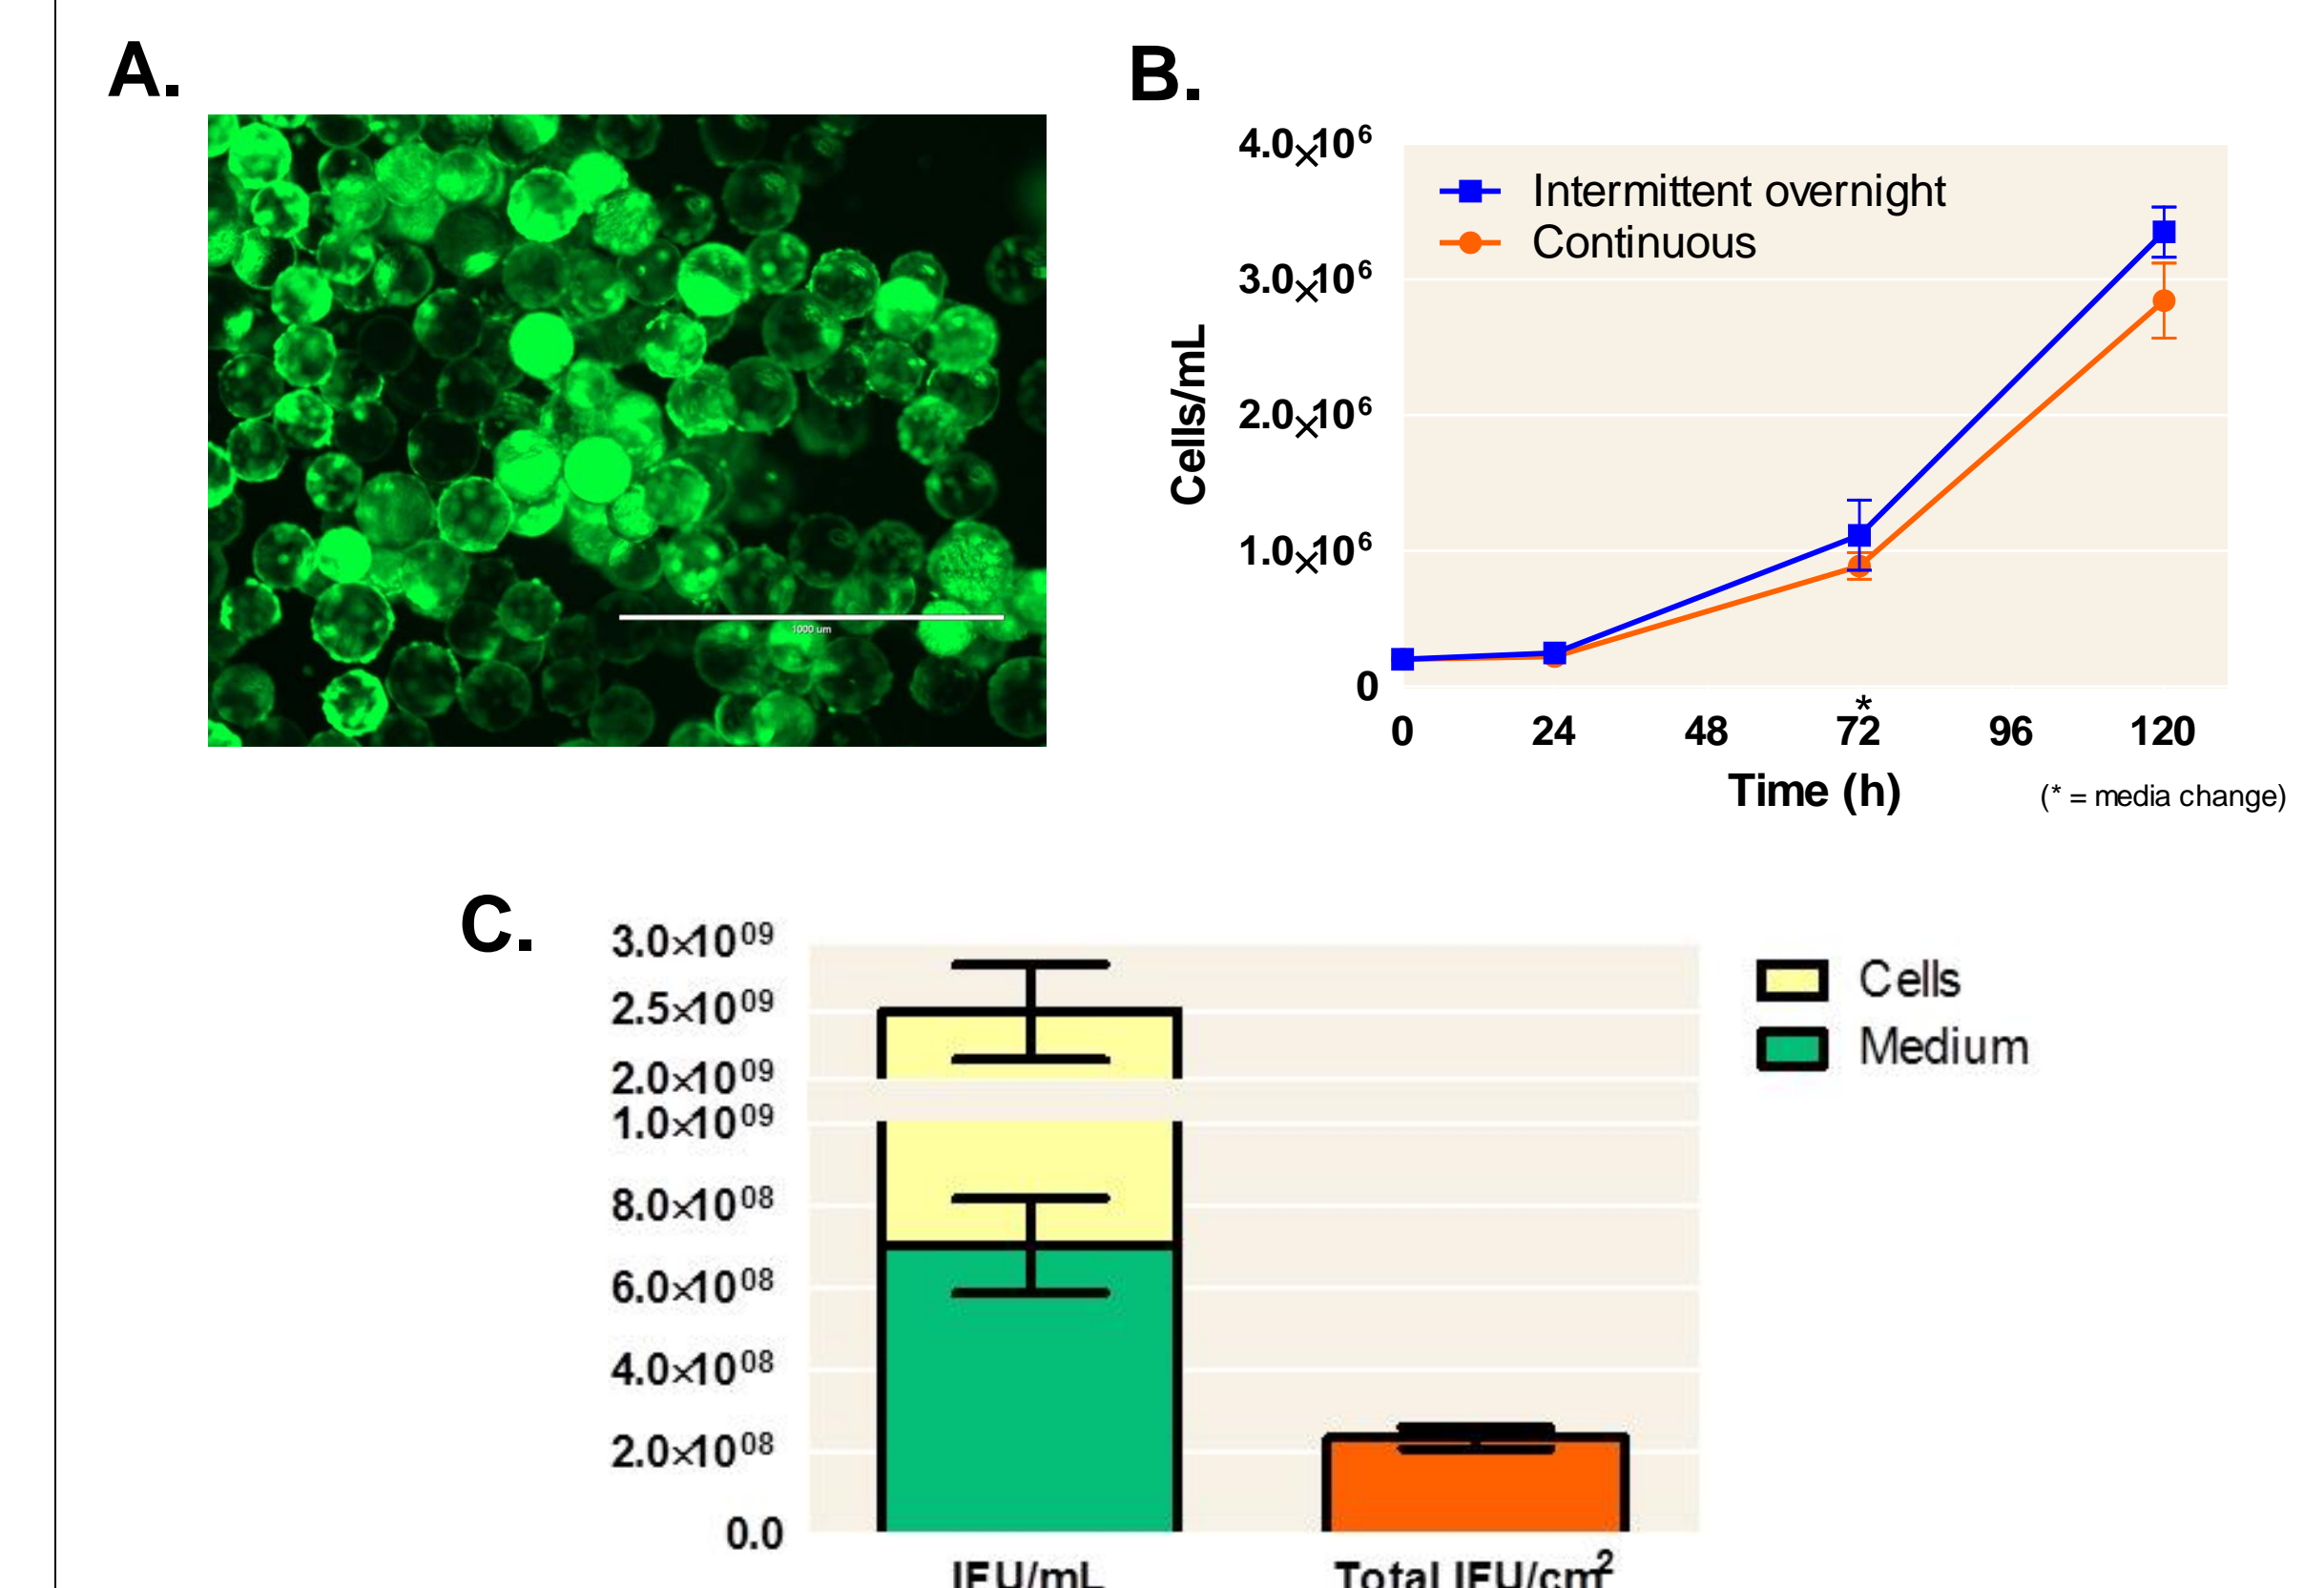 A.
1000 um
B.
4.0×10⁶
3.0×10⁶
2.0×10⁶
1.0×10⁶
0
Cells/mL
Intermittent overnight
Continuous
*
0 24 48 72 96 120
Time (h)
(* = media change)
C.
3.0×10⁰⁹
2.5×10⁰⁹
2.0×10⁰⁹
1.0×10⁰⁹
8.0×10⁰⁸
6.0×10⁰⁸
4.0×10⁰⁸
2.0×10⁰⁸
0.0
Cells
Medium
IFU/mL
Total IFU/cm²